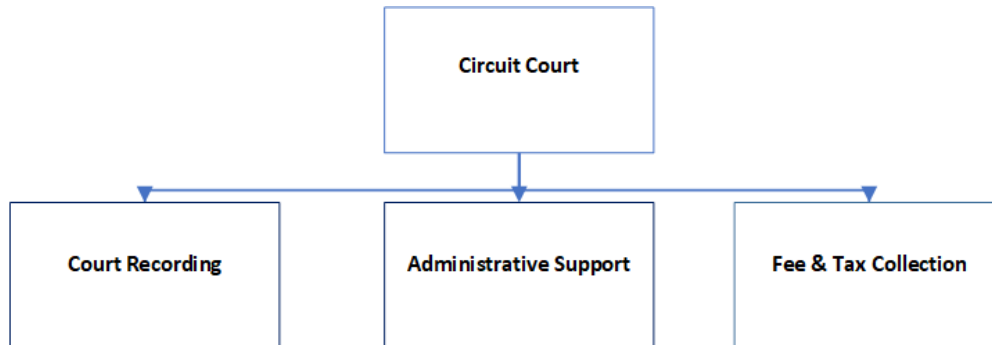 Circuit Court
Court Recording
Administrative Support
Fee & Tax Collection